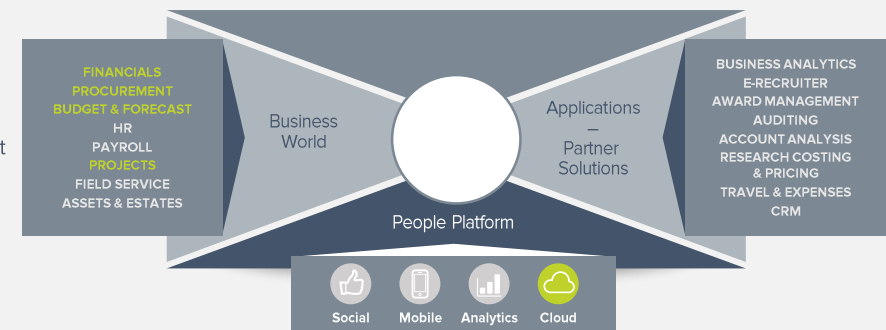 FINANCIALS
PROCUREMENT
BUDGET & FORECAST
HR
PAYROLL
PROJECTS
FIELD SERVICE
ASSETS & ESTATES
t
Business
World
Applications
–
Partner
Solutions
BUSINESS ANALYTICS
E-RECRUITER
AWARD MANAGEMENT
AUDITING
ACCOUNT ANALYSIS
RESEARCH COSTING
& PRICING
TRAVEL & EXPENSES
CRM
People Platform
Social Mobile Analytics Cloud